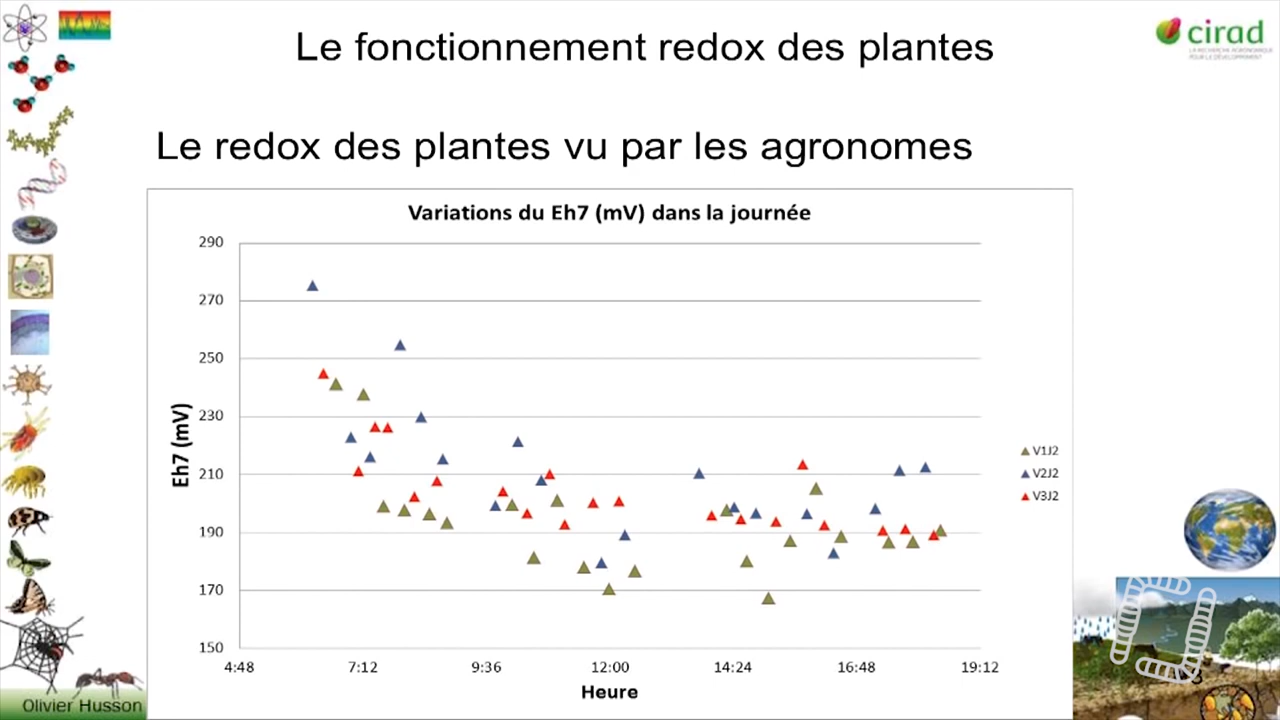 Le fonctionnement redox des plantes
cirad
LA RECHERCHE AGRONOMIQUE
POUR LE DÉVELOPPEMENT
Le redox des plantes vu par les agronomes
Variations du Eh7 (mV) dans la journée
290
270
250
230
210
190
170
150
Eh7 (mV)
4:48
7:12
9:36
12:00
14:24
16:48
19:12
Heure
V1J2
V2J2
V3J2
Olivier Husson